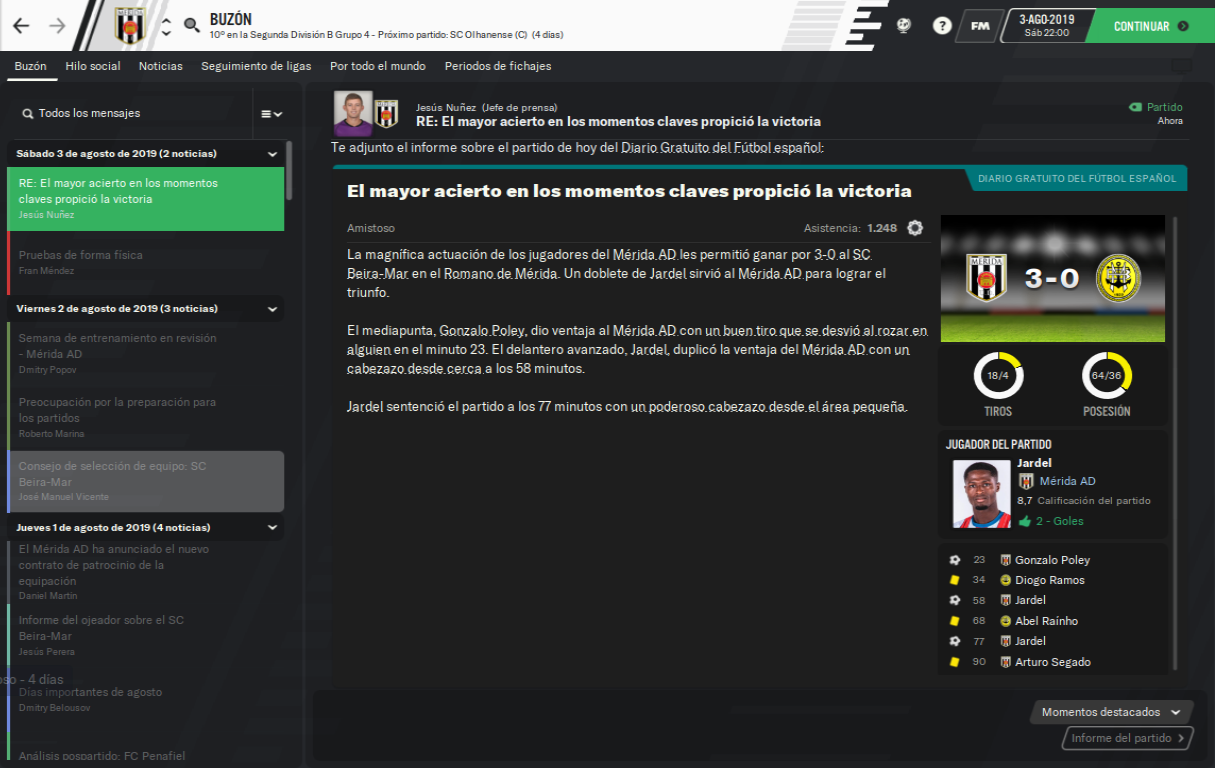 BUZÓN
10º en la Segunda División B Grupo 4 - Próximo partido: SC Olhanense (C) (4 días)
?
FM
3-AGO-2019
Sáb 22:00
CONTINUAR
Buzón
Hilo social
Noticias
Seguimiento de ligas
Por todo el mundo
Periodos de fichajes
Todos los mensajes
Sábado 3 de agosto de 2019 (2 noticias)
RE: El mayor acierto en los momentos
claves propició la victoria
Jesús Nuñez
Pruebas de forma física
Fran Méndez
Viernes 2 de agosto de 2019 (3 noticias)
Semana de entrenamiento en revisión
- Mérida AD
Dmitry Popov
Preocupación por la preparación para
los partidos
Roberto Marina
Consejo de selección de equipo: SC
Beira-Mar
José Manuel Vicente
Jueves 1 de agosto de 2019 (4 noticias)
El Mérida AD ha anunciado el nuevo
contrato de patrocinio de la
equipación
Daniel Martín
Informe del ojeador sobre el SC
Beira-Mar
Jesús Perera
oso - 4 días
Días importantes de agosto
Dmitry Belousov
Análisis pospartido: FC Penafiel
Jesús Nuñez (Jefe de prensa)
RE: El mayor acierto en los momentos claves propició la victoria
Partido
Ahora
Te adjunto el informe sobre el partido de hoy del Diario Gratuito del Fútbol español:
El mayor acierto en los momentos claves propició la victoria
DIARIO GRATUITO DEL FÚTBOL ESPAÑOL
Amistoso
Asistencia: 1.248
La magnífica actuación de los jugadores del Mérida AD les permitió ganar por 3-0 al SC
Beira-Mar en el Romano de Mérida. Un doblete de Jardel sirvió al Mérida AD para lograr el
triunfo.
El mediapunta, Gonzalo Poley, dio ventaja al Mérida AD con un buen tiro que se desvió al rozar en
alguien en el minuto 23. El delantero avanzado, Jardel, duplicó la ventaja del Mérida AD con un
cabezazo desde cerca a los 58 minutos.
Jardel sentenció el partido a los 77 minutos con un poderoso cabezazo desde el área pequeña.
MÉRIDA
3-0
18/4
64/36
TIROS
POSESIÓN
JUGADOR DEL PARTIDO
Jardel
Mérida AD
8,7 Calificación del partido
2 - Goles
23 Gonzalo Poley
34 Diogo Ramos
58 Jardel
68 Abel Raínho
77 Jardel
90 Arturo Segado
Momentos destacados
Informe del partido